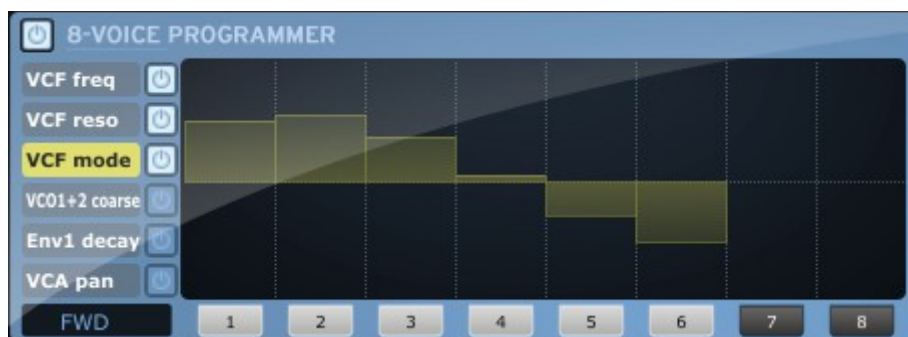 8-VOICE PROGRAMMER
VCF freq
VCF reso
VCF mode
VCO1+2 coarse
Env1 decay
VCA pan
FWD 1 2 3 4 5 6 7 8